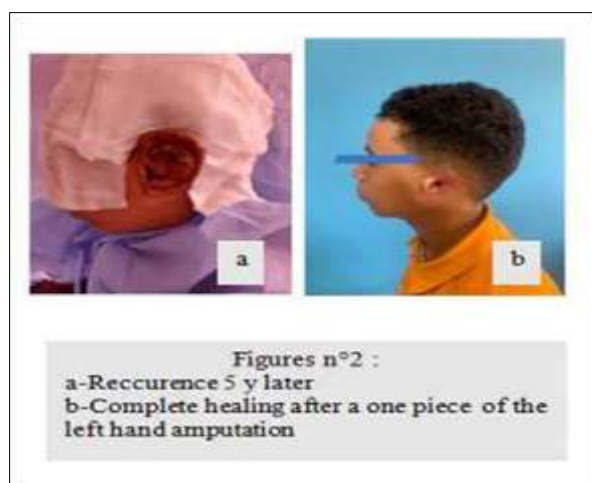 a
b
Figures n°2 :
a-Reccurence 5 y later
b-Complete healing after a one piece of the
left hand amputation